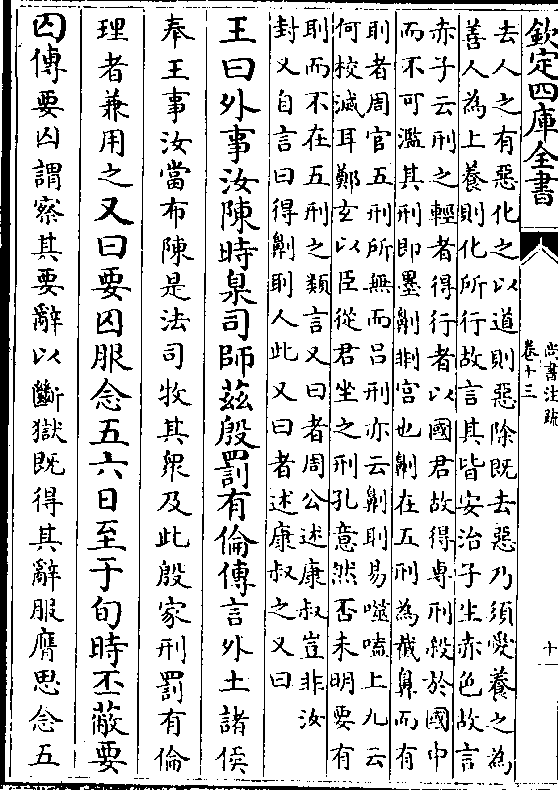 欽定四庫全書
尚書注疏
卷十三
十
去人之有惡化之以道則惡除既去惡乃須愛養之為
善人為上養則化所行故言其皆安治子生赤色故言
赤子云刑之輕者得行者以國君故得專刑殺於國中
而不可濫其刑即墨劓剕宮也劓在五刑為截鼻而有
刵者周官五刑所無而呂刑亦云劓刵易噬嗑上九云
何校滅耳鄭玄以臣從君坐之刑孔意然否未明要有
刵而不在五刑之類言又曰者周公述康叔豈非汝
封又自言曰得劓刵人此又曰者述康叔之又曰
王曰外事汝陳時臬司師茲殷罰有倫傳言外土諸侯
奉王事汝當布陳是法司牧其衆及此殷家刑罰有倫
理者兼用之又曰要囚服念五六日至于旬時丕蔽要
囚傳要囚謂察其要辭以斷獄既得其辭服膺思念五